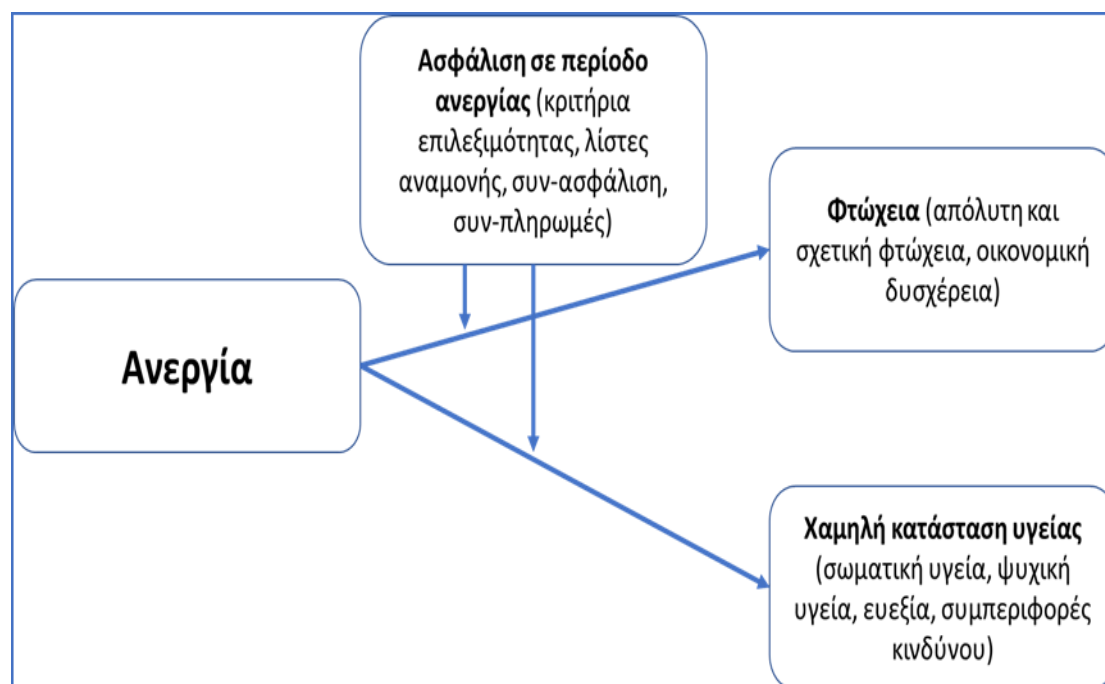 Ασφάλιση σε περίοδο
ανεργίας (κριτήρια
επιλεξιμότητας, λίστες
αναμονής, συν-ασφάλιση,
συν-πληρωμές)
Φτώχεια (απόλυτη και
σχετική φτώχεια, οικονομική
δυσχέρεια)
Ανεργία
Χαμηλή κατάσταση υγείας
(σωματική υγεία, ψυχική
υγεία, ευεξία, συμπεριφορές
κινδύνου)